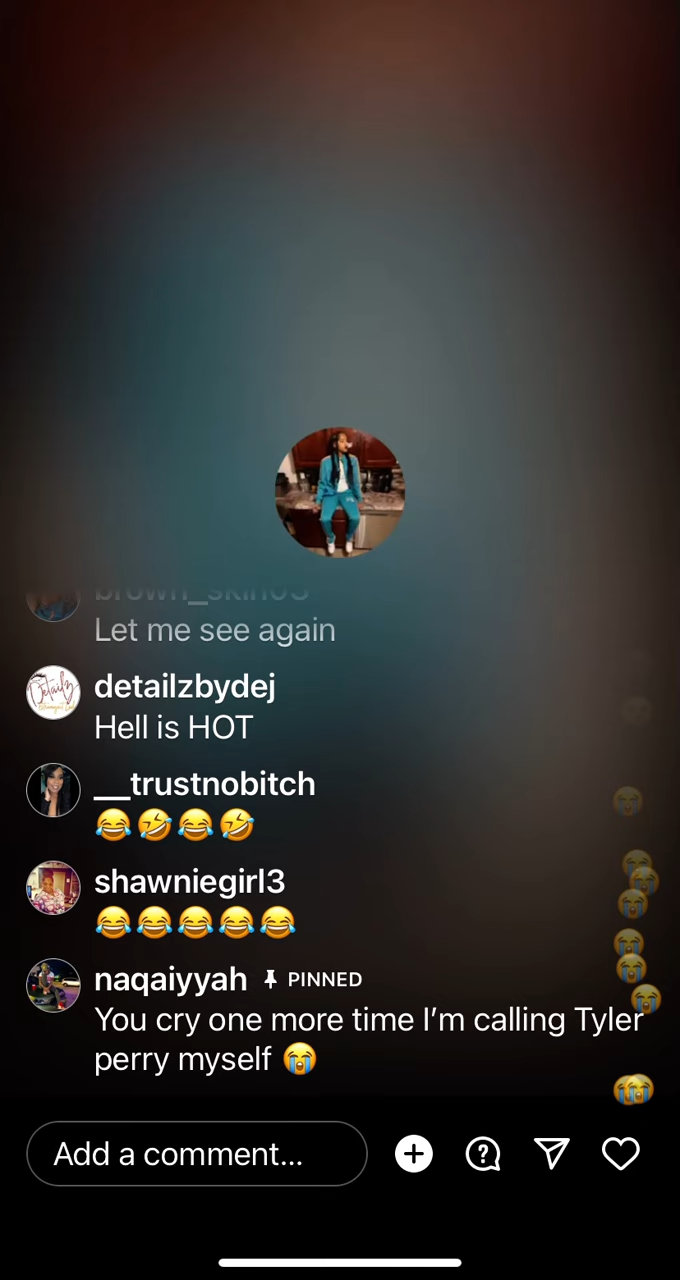 brown_skin03
Let me see again
detailzbydej
Hell is HOT
__trustnobitch
😂🤣😂🤣
shawniegirl3
😂😂😂😂😂
naqaiyyah PINNED
You cry one more time I’m calling Tyler
perry myself 😭
Add a comment...